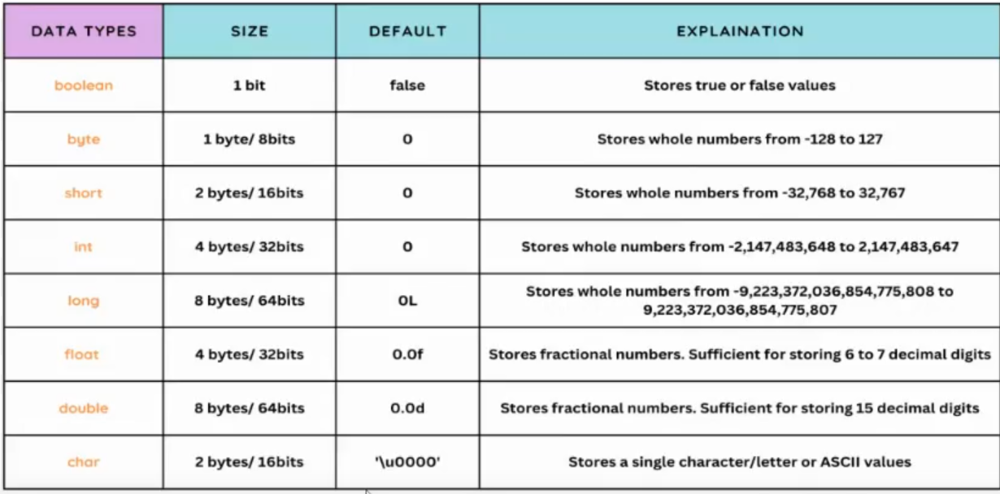 DATA TYPES SIZE DEFAULT EXPLAINATION
boolean 1 bit false Stores true or false values
byte 1 byte/ 8bits 0 Stores whole numbers from -128 to 127
short 2 bytes/ 16bits 0 Stores whole numbers from -32,768 to 32,767
int 4 bytes/ 32bits 0 Stores whole numbers from -2,147,483,648 to 2,147,483,647
long 8 bytes/ 64bits 0L Stores whole numbers from -9,223,372,036,854,775,808 to
9,223,372,036,854,775,807
float 4 bytes/ 32bits 0.0f Stores fractional numbers. Sufficient for storing 6 to 7 decimal digits
double 8 bytes/ 64bits 0.0d Stores fractional numbers. Sufficient for storing 15 decimal digits
char 2 bytes/ 16bits '\u0000' Stores a single character/letter or ASCII values